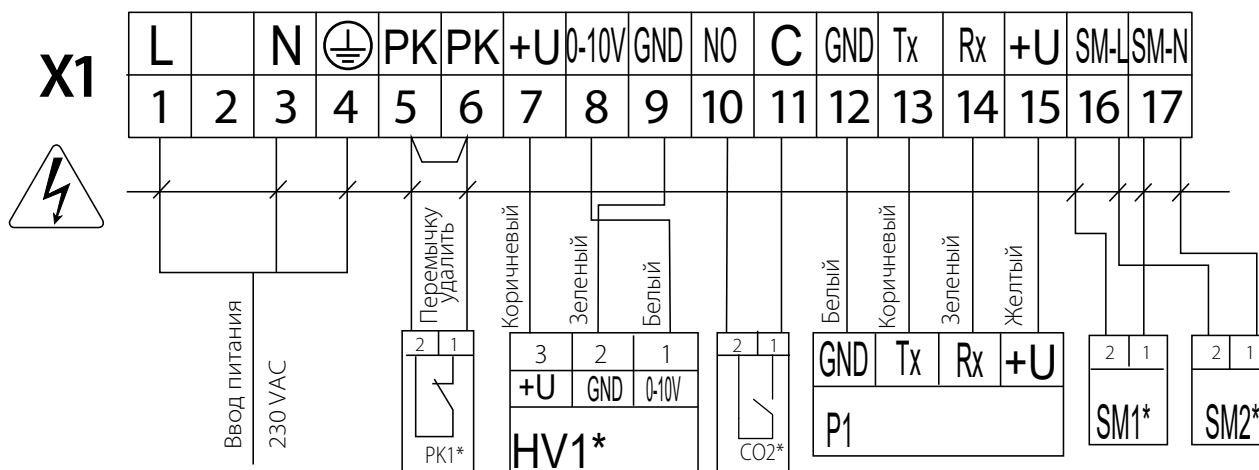 X1
L N PK PK +U 0-10V GND NO C GND Tx Rx +U SM-L SM-N
1 2 3 4 5 6 7 8 9 10 11 12 13 14 15 16 17
Ввод питания
230 VAC
Перемычку
удалить
Коричневый
Зеленый
Белый
Белый
Коричневый
Зеленый
Желтый
2 1
PK1*
3 2 1
+U GND 0-10V
HV1*
2 1
CO2*
GND Tx Rx +U
P1
2 1
SM1*
2 1
SM2*